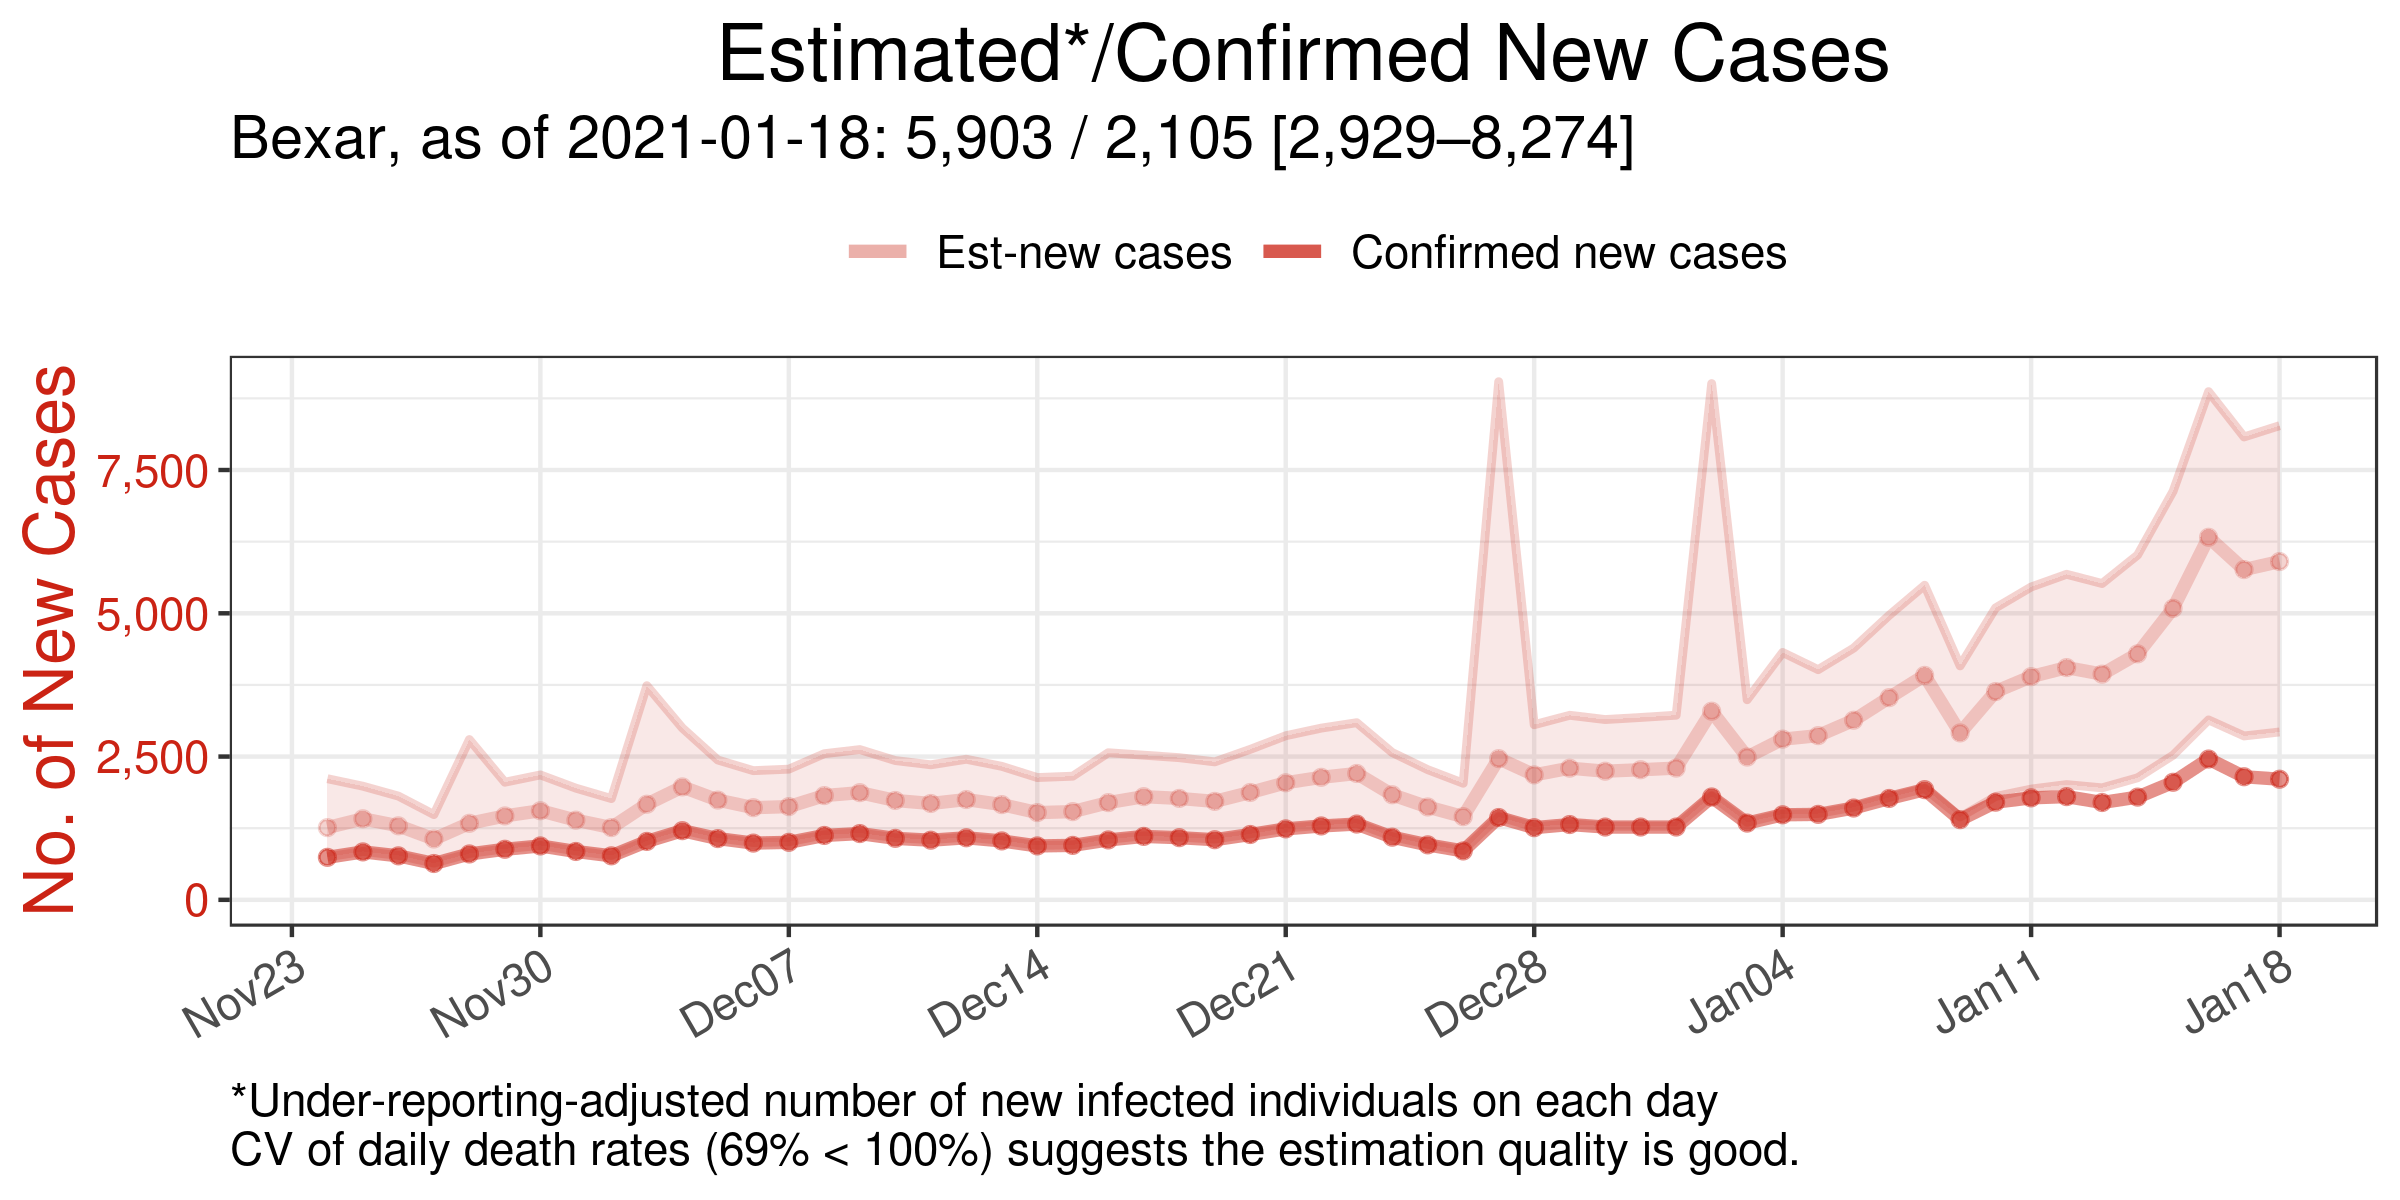 Estimated*/Confirmed New Cases
Bexar, as of 2021-01-18: 5,903 / 2,105 [2,929–8,274]
Est-new cases
Confirmed new cases
No. of New Cases
7,500
5,000
2,500
0
Nov23
Nov30
Dec07
Dec14
Dec21
Dec28
Jan04
Jan11
Jan18
*Under-reporting-adjusted number of new infected individuals on each day
CV of daily death rates (69% < 100%) suggests the estimation quality is good.